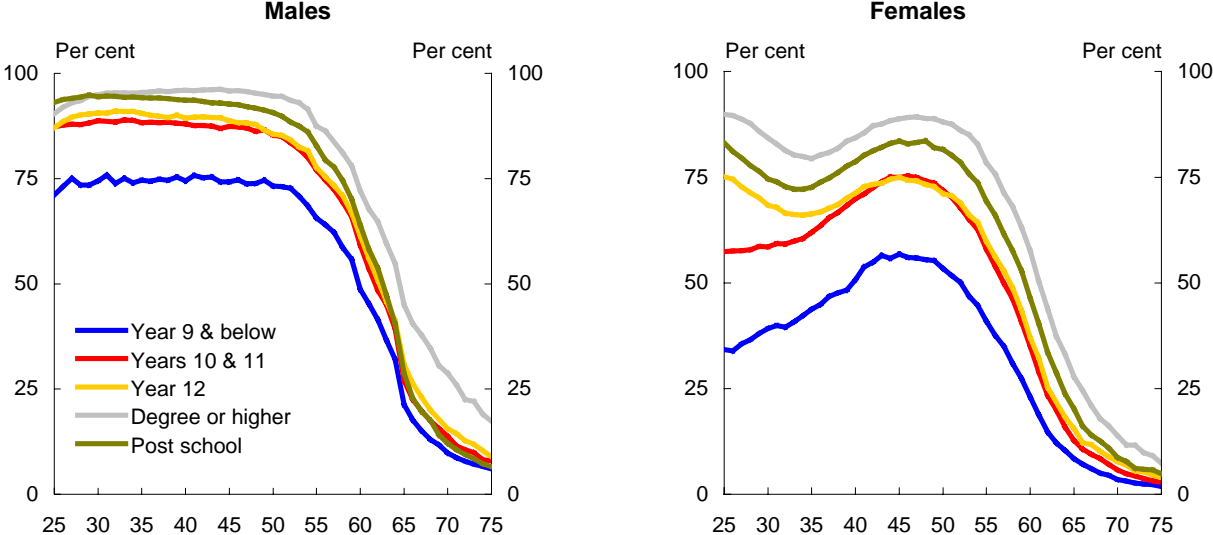 Males
Per cent Per cent
100 100
75 75
50 50
25 25
0 0
25 30 35 40 45 50 55 60 65 70 75
Year 9 & below
Years 10 & 11
Year 12
Degree or higher
Post school
Females
Per cent Per cent
100 100
75 75
50 50
25 25
0 0
25 30 35 40 45 50 55 60 65 70 75